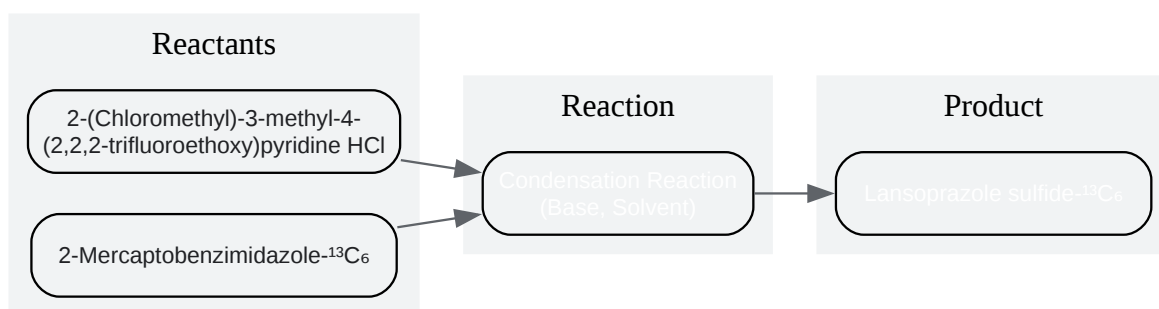 Reactants
2-(Chloromethyl)-3-methyl-4-
(2,2,2-trifluoroethoxy)pyridine HCl
2-Mercaptobenzimidazole-¹³C₆
Reaction
Condensation Reaction
(Base, Solvent)
Product
Lansoprazole sulfide-¹³C₆